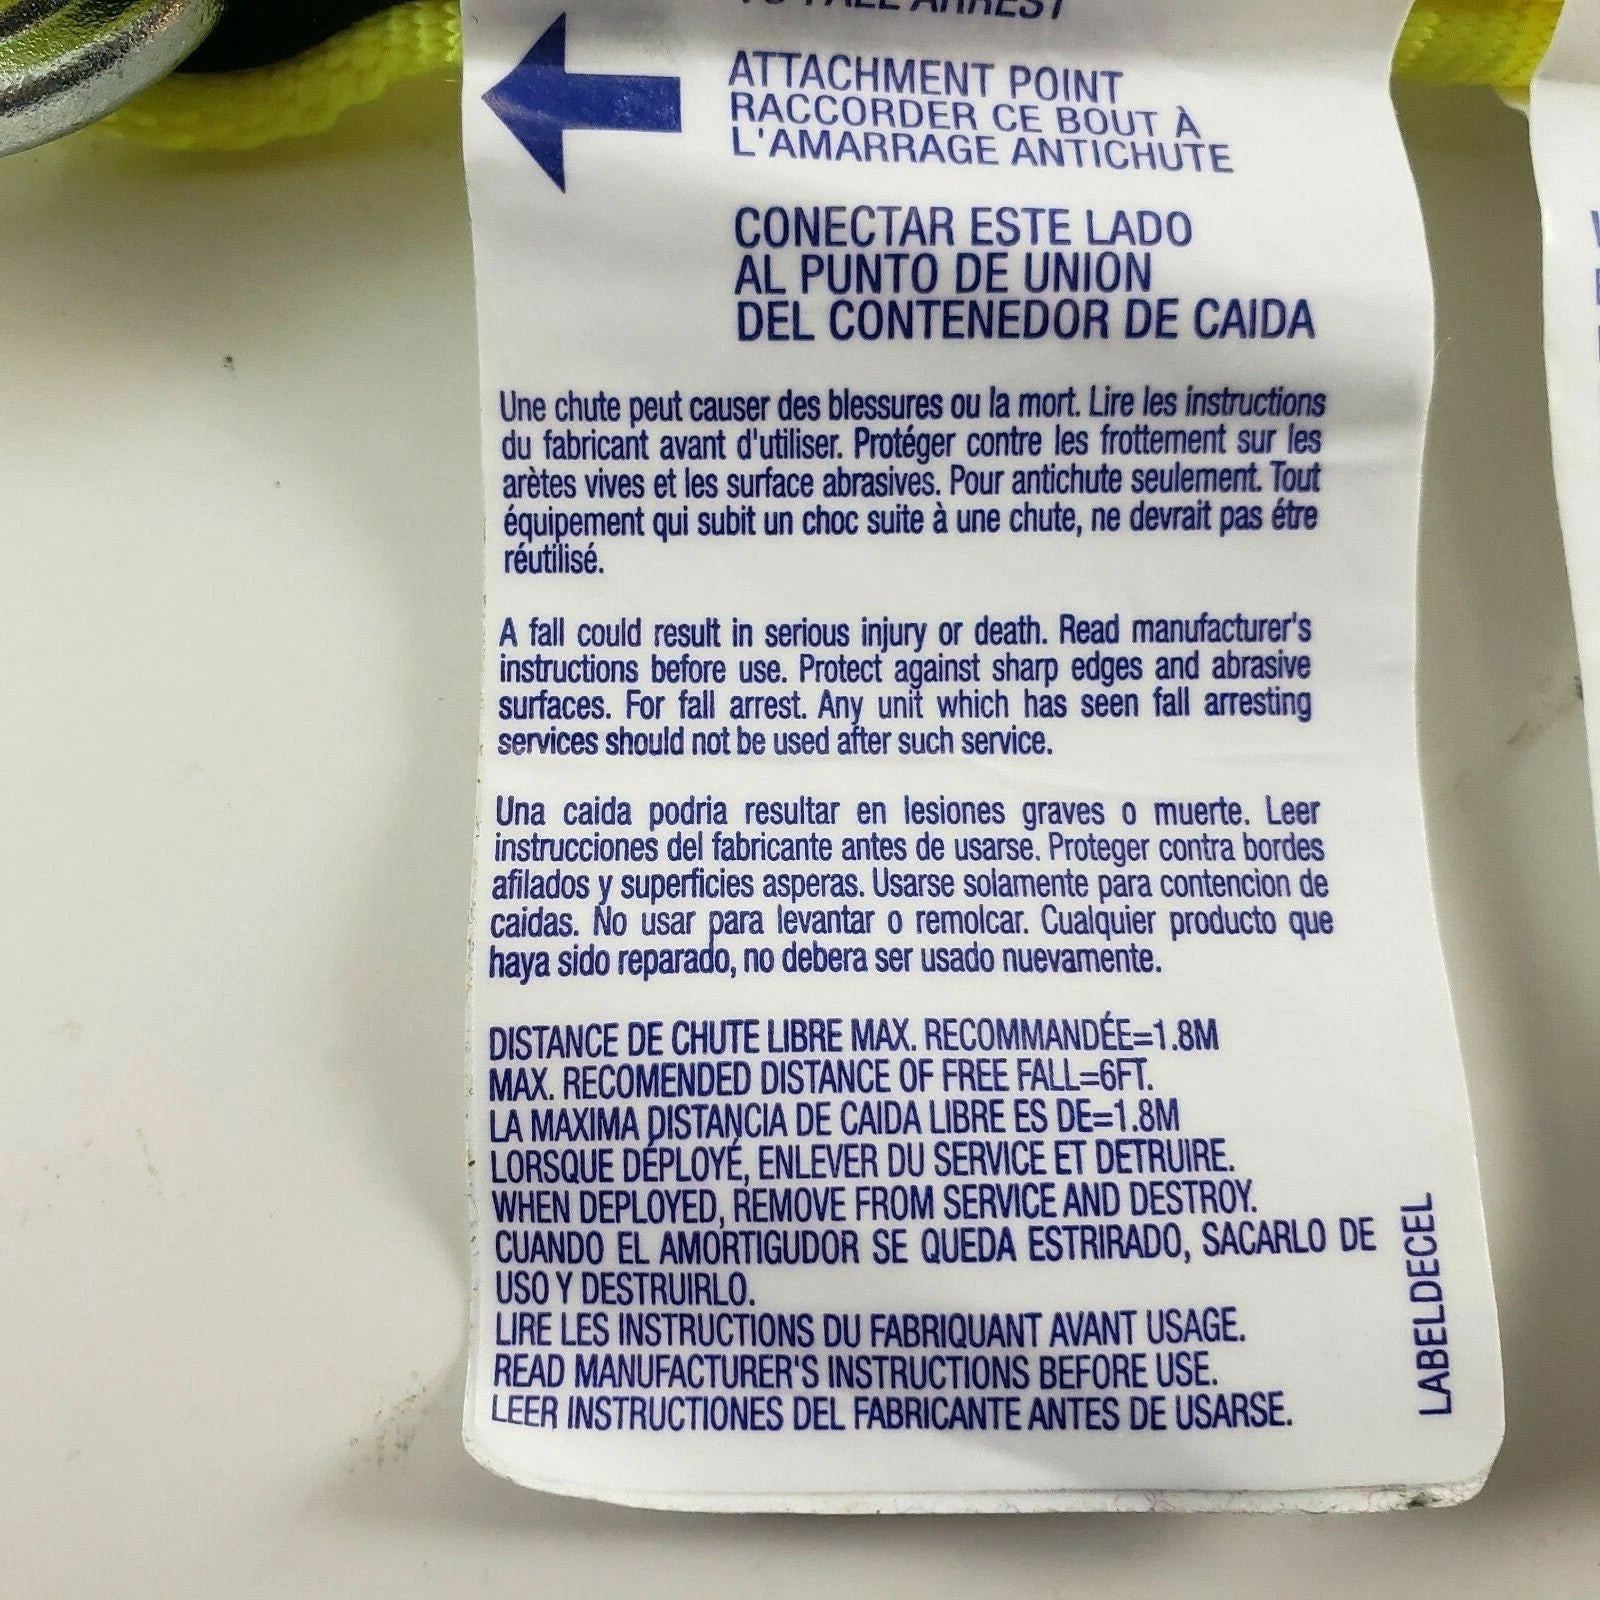 TO FALL ARREST
ATTACHMENT POINT
RACCORDER CE BOUT À
L'AMARRAGE ANTICHUTE
CONECTAR ESTE LADO
AL PUNTO DE UNION
DEL CONTENEDOR DE CAIDA
Une chute peut causer des blessures ou la mort. Lire les instructions
du fabricant avant d'utiliser. Protéger contre les frottement sur les
arètes vives et les surface abrasives. Pour antichute seulement. Tout
équipement qui subit un choc suite à une chute, ne devrait pas étre
réutilisé.
A fall could result in serious injury or death. Read manufacturer's
instructions before use. Protect against sharp edges and abrasive
surfaces. For fall arrest. Any unit which has seen fall arresting
services should not be used after such service.
Una caida podria resultar en lesiones graves o muerte. Leer
instrucciones del fabricante antes de usarse. Proteger contra bordes
afilados y superficies asperas. Usarse solamente para contencion de
caidas. No usar para levantar o remolcar. Cualquier producto que
haya sido reparado, no debera ser usado nuevamente.
DISTANCE DE CHUTE LIBRE MAX. RECOMMANDÉE=1.8M
MAX. RECOMENDED DISTANCE OF FREE FALL=6FT.
LA MAXIMA DISTANCIA DE CAIDA LIBRE ES DE=1.8M
LORSQUE DÉPLOYÉ, ENLEVER DU SERVICE ET DETRUIRE.
WHEN DEPLOYED, REMOVE FROM SERVICE AND DESTROY.
CUANDO EL AMORTIGUDOR SE QUEDA ESTRIRADO, SACARLO DE
USO Y DESTRUIRLO.
LIRE LES INSTRUCTIONS DU FABRIQUANT AVANT USAGE.
READ MANUFACTURER'S INSTRUCTIONS BEFORE USE.
LEER INSTRUCTIONES DEL FABRICANTE ANTES DE USARSE.
LABELDECEL